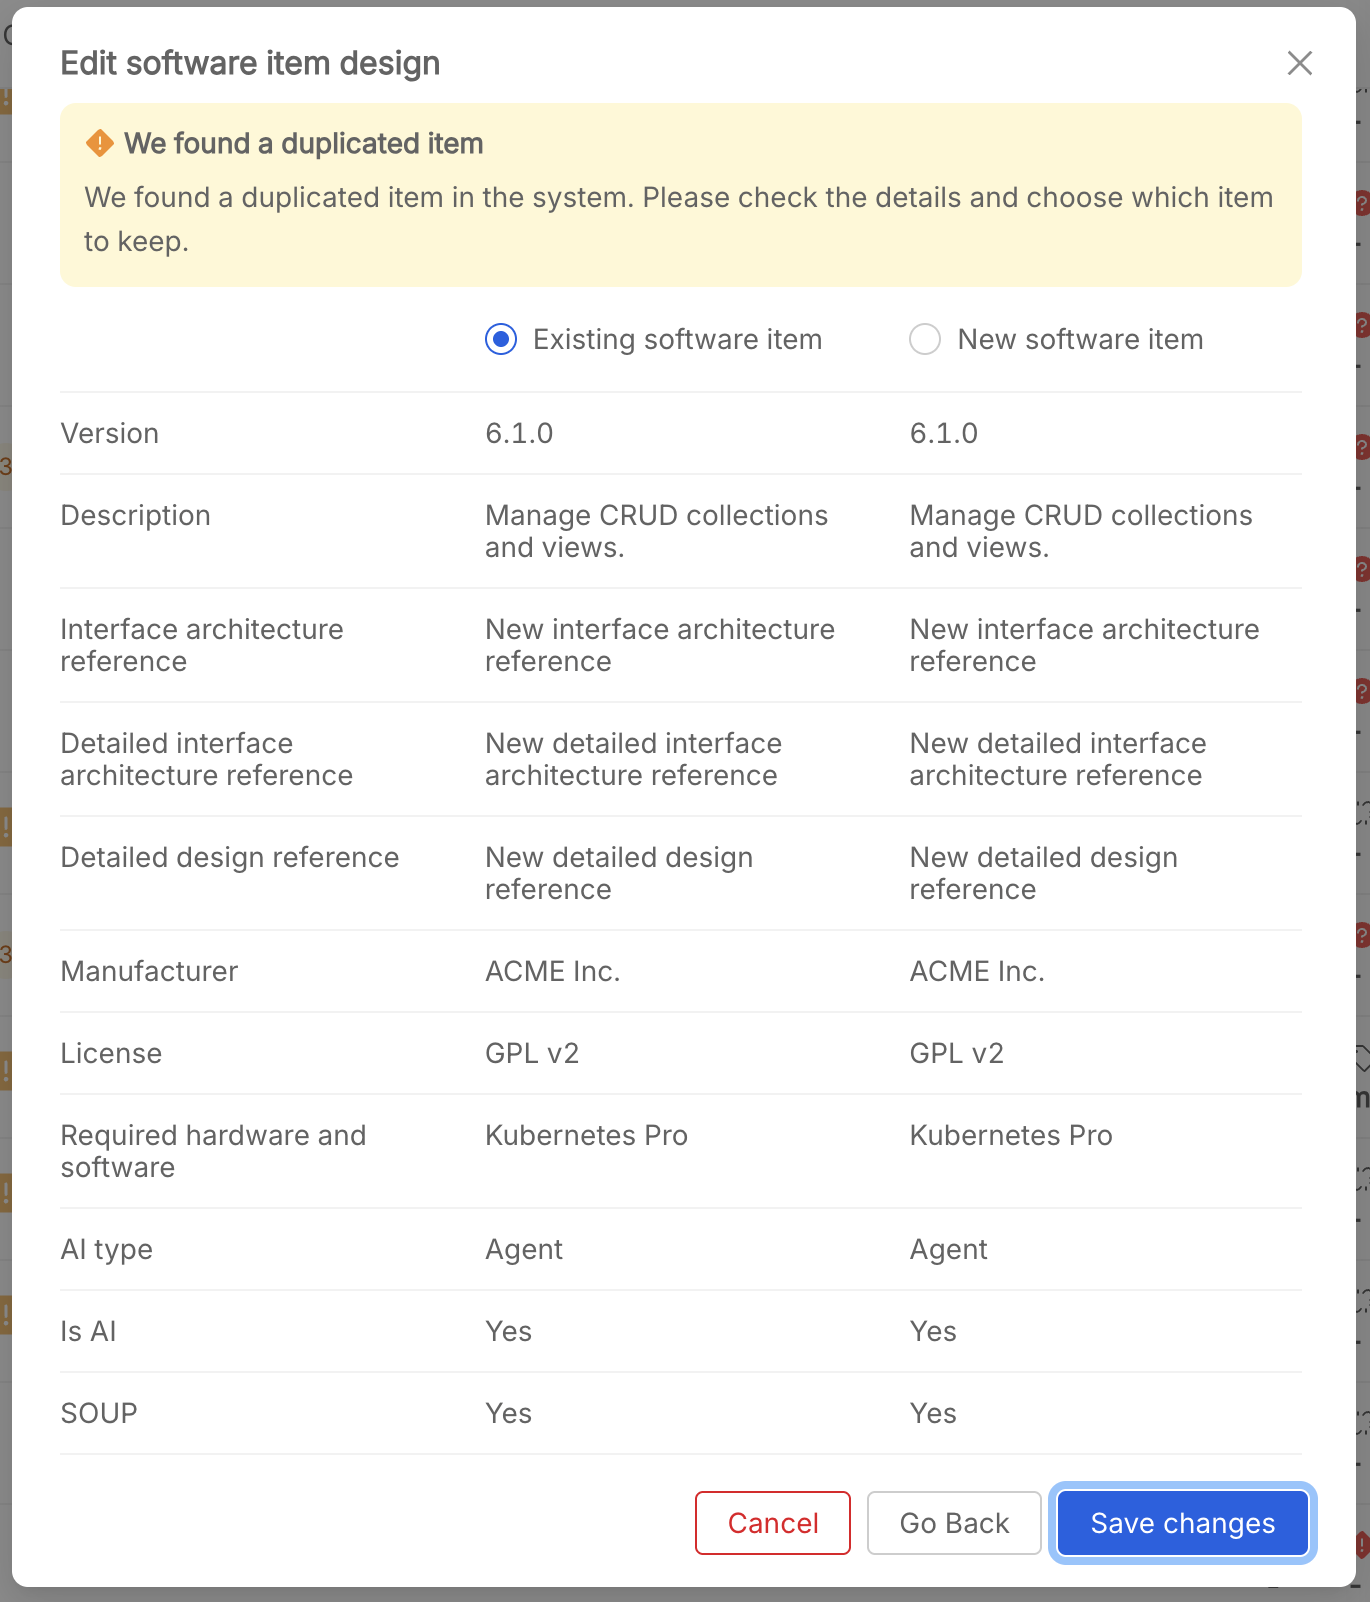 Edit software item design
We found a duplicated item
We found a duplicated item in the system. Please check the details and choose which item
to keep.
Existing software item
New software item
Version
6.1.0
6.1.0
Description
Manage CRUD collections
and views.
Manage CRUD collections
and views.
Interface architecture
reference
New interface architecture
reference
New interface architecture
reference
Detailed interface
architecture reference
New detailed interface
architecture reference
New detailed interface
architecture reference
Detailed design reference
New detailed design
reference
New detailed design
reference
Manufacturer
ACME Inc.
ACME Inc.
License
GPL v2
GPL v2
Required hardware and
software
Kubernetes Pro
Kubernetes Pro
AI type
Agent
Agent
Is AI
Yes
Yes
SOUP
Yes
Yes
Cancel
Go Back
Save changes